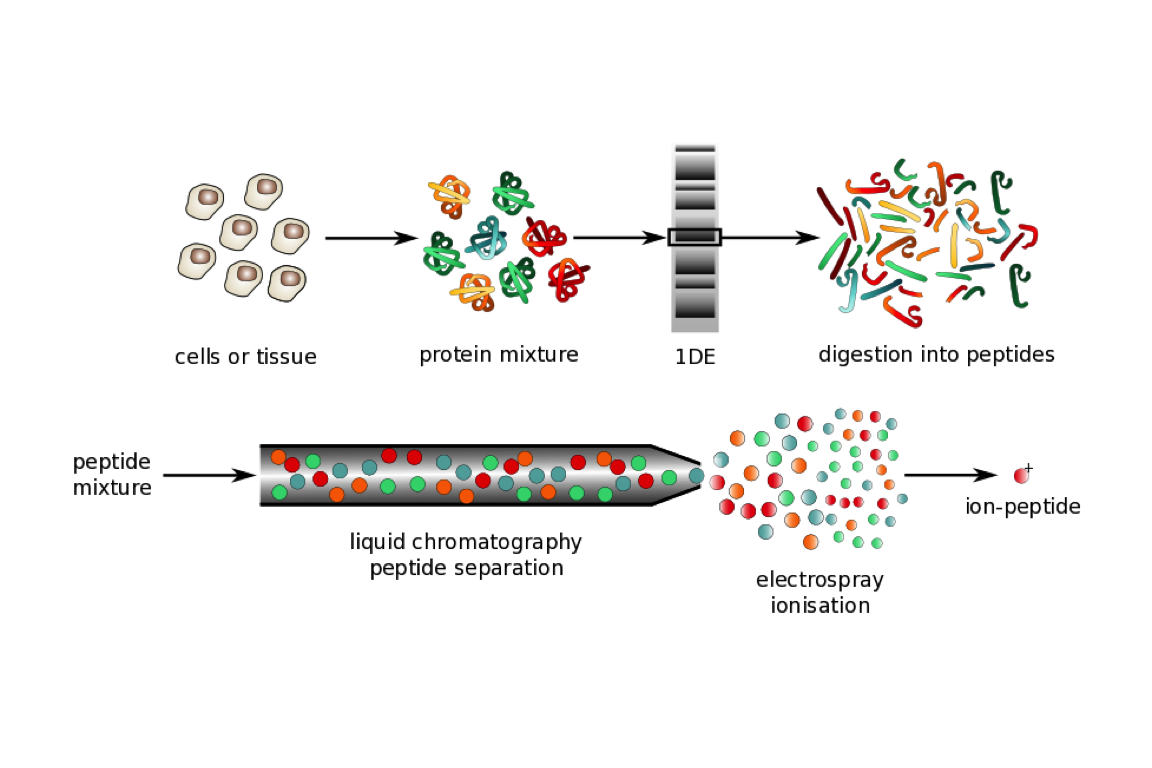 cells or tissue
protein mixture
1DE
digestion into peptides
peptide
mixture
liquid chromatography
peptide separation
electrospray
ionisation
+
ion-peptide